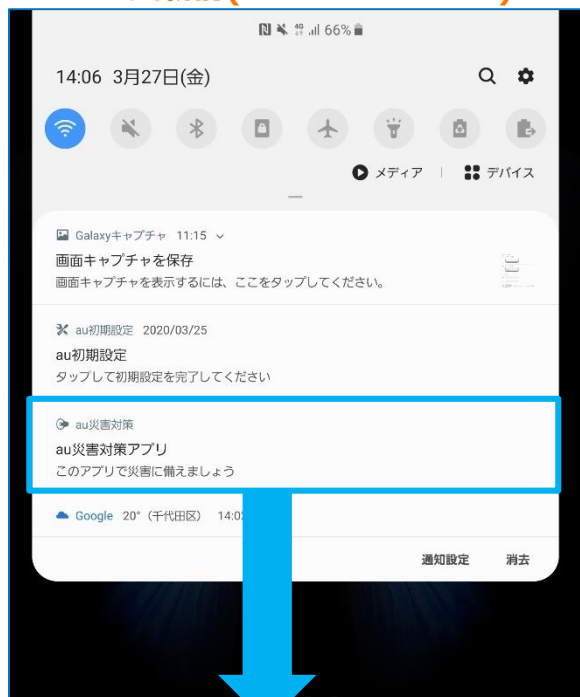 66%
14:06 3月27日(金)
メディア | デバイス
Galaxyキャプチャ 11:15
画面キャプチャを保存
画面キャプチャを表示するには、ここをタップしてください。
au初期設定 2020/03/25
au初期設定
タップして初期設定を完了してください
au災害対策
au災害対策アプリ
このアプリで災害に備えましょう
Google 20°（千代田区） 14:0
通知設定 消去